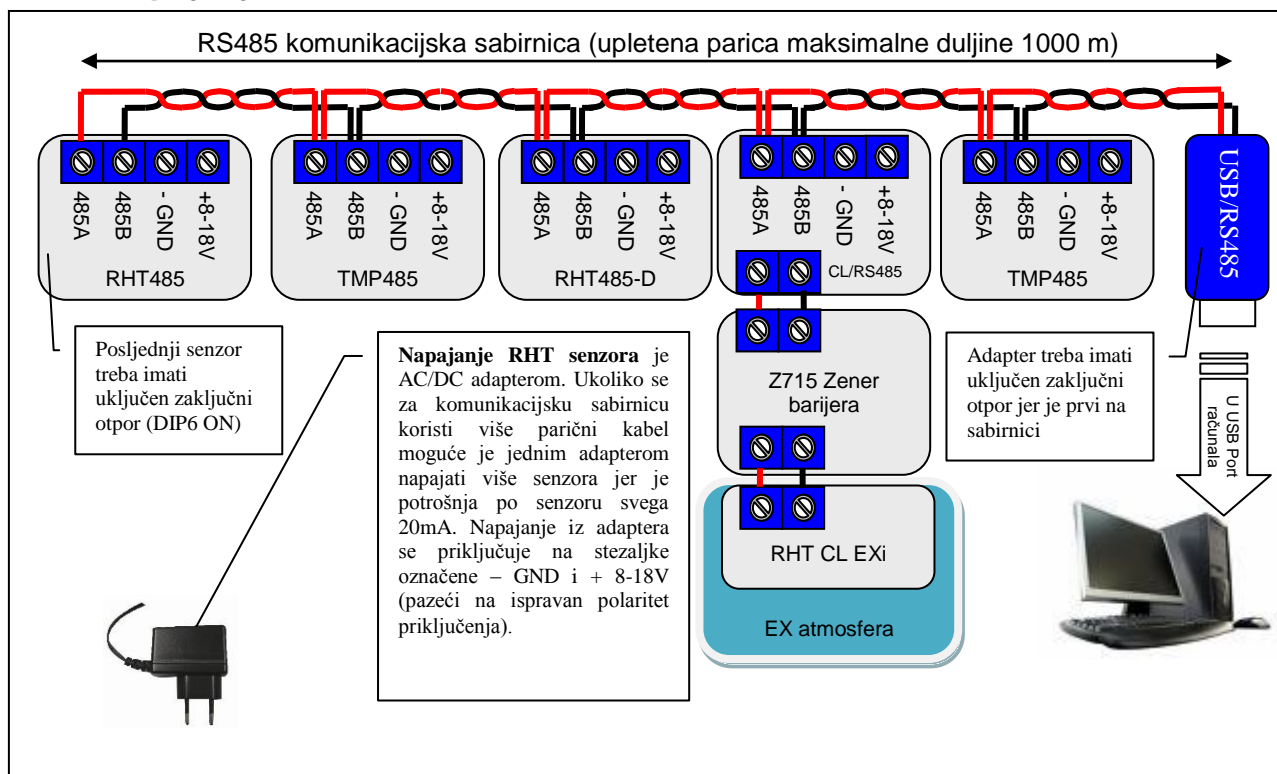 RS485 komunikacijska sabirnica (upletena parica maksimalne duljine 1000 m)
485A
485B
- GND
+8-18V
RHT485
485A
485B
- GND
+8-18V
TMP485
485A
485B
- GND
+8-18V
RHT485-D
485A
485B
- GND
+8-18V
CL/RS485
485A
485B
- GND
+8-18V
TMP485
USB/RS485
Posljednji senzor
treba imati
uključen zaključni
otpor (DIP6 ON)
Napajanje RHT senzora je
AC/DC adapterom. Ukoliko se
za komunikacijsku sabirnicu
koristi više parični kabel
moguće je jednim adapterom
napajati više senzora jer je
potrošnja po senzoru svega
20mA. Napajanje iz adaptera
se priključuje na stezaljke
označene – GND i + 8-18V
(pazeći na ispravan polaritet
priključenja).
Z715 Zener
barijera
RHT CL EXi
EX atmosfera
Adapter treba imati
uključen zaključni
otpor jer je prvi na
sabirnici
U USB Port
računala